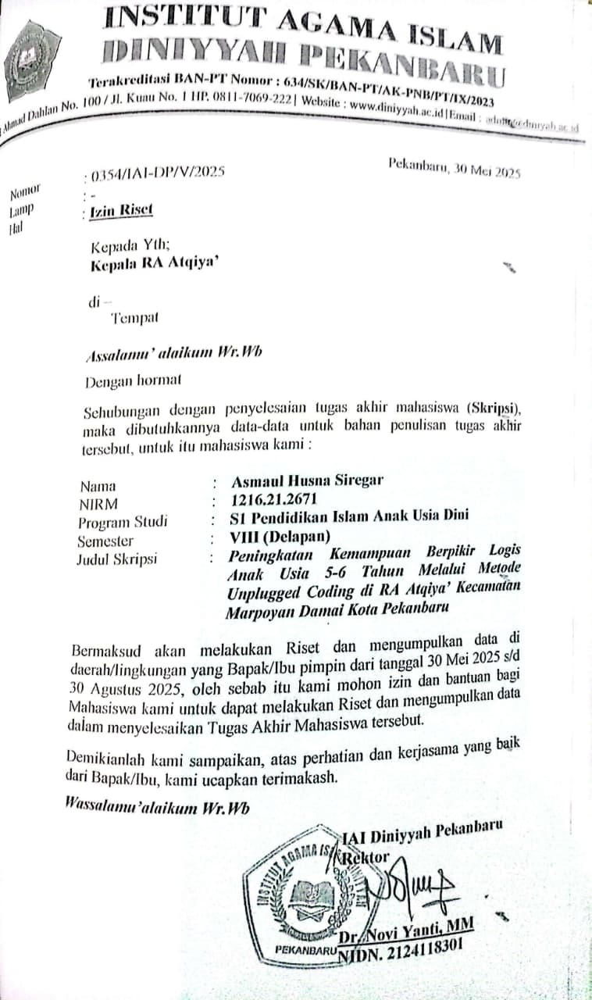 INSTITUT AGAMA ISLAM
DINIYYAH PEKANBARU
Terakreditasi BAN-PT Nomor : 634/SK/BAN-PT/AK-PNB/PT/IX/2023
Ahmad Dahlan No. 100 / Jl. Kuau No. 1 HP. 0811-7069-222 | Website : www.diniyyah.ac.id | Email :
Pekanbaru, 30 Mei 2025
Nomor : 0354/IAI-DP/V/2025
Lamp : -
Hal : Izin Riset
Kepada Yth;
Kepala RA Atqiya’
di –
Tempat
Assalamu’ alaikum Wr.Wb
Dengan hormat
Sehubungan dengan penyelesaian tugas akhir mahasiswa (Skripsi),
maka dibutuhkannya data-data untuk bahan penulisan tugas akhir
tersebut, untuk itu mahasiswa kami :
Nama : Asmaul Husna Siregar
NIRM : 1216.21.2671
Program Studi : S1 Pendidikan Islam Anak Usia Dini
Semester : VIII (Delapan)
Judul Skripsi : Peningkatan Kemampuan Berpikir Logis
Anak Usia 5-6 Tahun Melalui Metode
Unplugged Coding di RA Atqiya’ Kecamatan
Marpoyan Damai Kota Pekanbaru
Bermaksud akan melakukan Riset dan mengumpulkan data di
daerah/lingkungan yang Bapak/Ibu pimpin dari tanggal 30 Mei 2025 s/d
30 Agustus 2025, oleh sebab itu kami mohon izin dan bantuan bagi
Mahasiswa kami untuk dapat melakukan Riset dan mengumpulkan data
dalam menyelesaikan Tugas Akhir Mahasiswa tersebut.
Demikianlah kami sampaikan, atas perhatian dan kerjasama yang baik
dari Bapak/Ibu, kami ucapkan terimakash.
Wassalamu’alaikum Wr.Wb
IAI Diniyyah Pekanbaru
Rektor
INSTITUT AGAMA
PEKANBARU
Dr. Novi Yanti, MM
NIDN. 2124118301